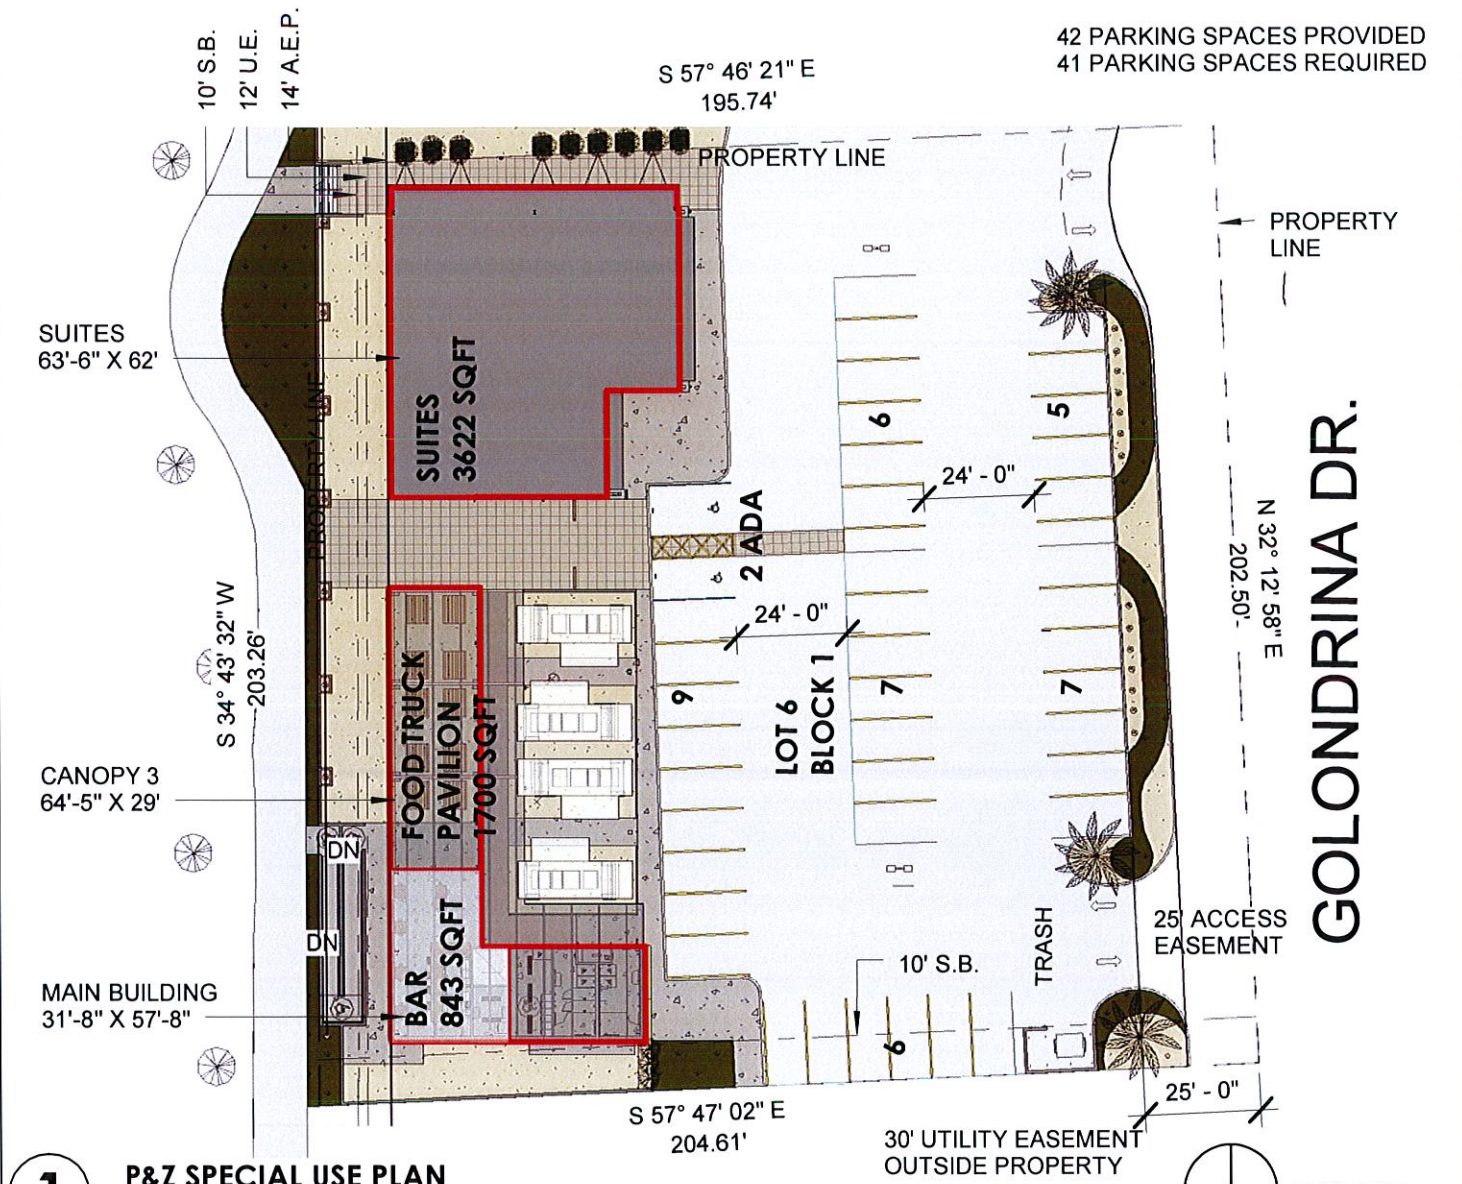 10' S.B.
12' U.E.
14' A.E.P.
42 PARKING SPACES PROVIDED
41 PARKING SPACES REQUIRED
S 57° 46' 21" E
195.74'
PROPERTY LINE
PROPERTY
LINE
SUITES
63'-6" X 62'
SUITES
3622 SQFT
PROPERTY LINE
6
5
24' - 0"
2 ADA
24' - 0"
N 32° 12' 58" E
202.50'
GOLONDRINA DR.
S 34° 43' 32" W
203.26'
FOOD TRUCK
PAVILION
1700 SQFT
9
LOT 6
BLOCK 1
7
7
CANOPY 3
64'-5" X 29'
DN
DN
BAR
843 SQFT
MAIN BUILDING
31'-8" X 57'-8"
10' S.B.
TRASH
25' ACCESS
EASEMENT
6
25' - 0"
S 57° 47' 02" E
204.61'
30' UTILITY EASEMENT
OUTSIDE PROPERTY
1
P&Z SPECIAL USE PLAN